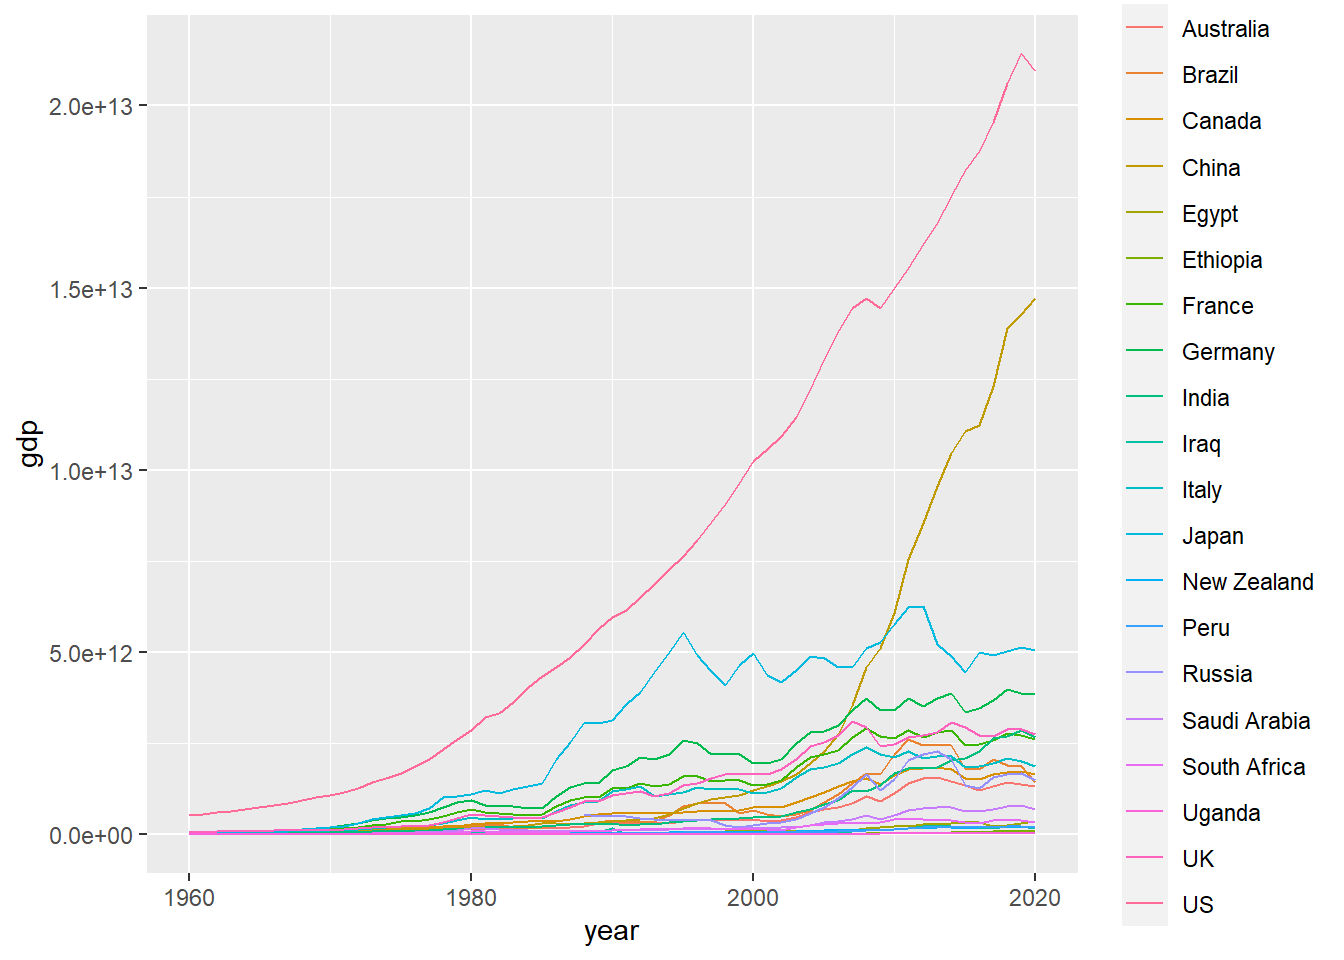 2.0e+13
1.5e+13
1.0e+13
5.0e+12
0.0e+00
gdp
1960 1980 2000 2020
year
Australia
Brazil
Canada
China
Egypt
Ethiopia
France
Germany
India
Iraq
Italy
Japan
New Zealand
Peru
Russia
Saudi Arabia
South Africa
Uganda
UK
US